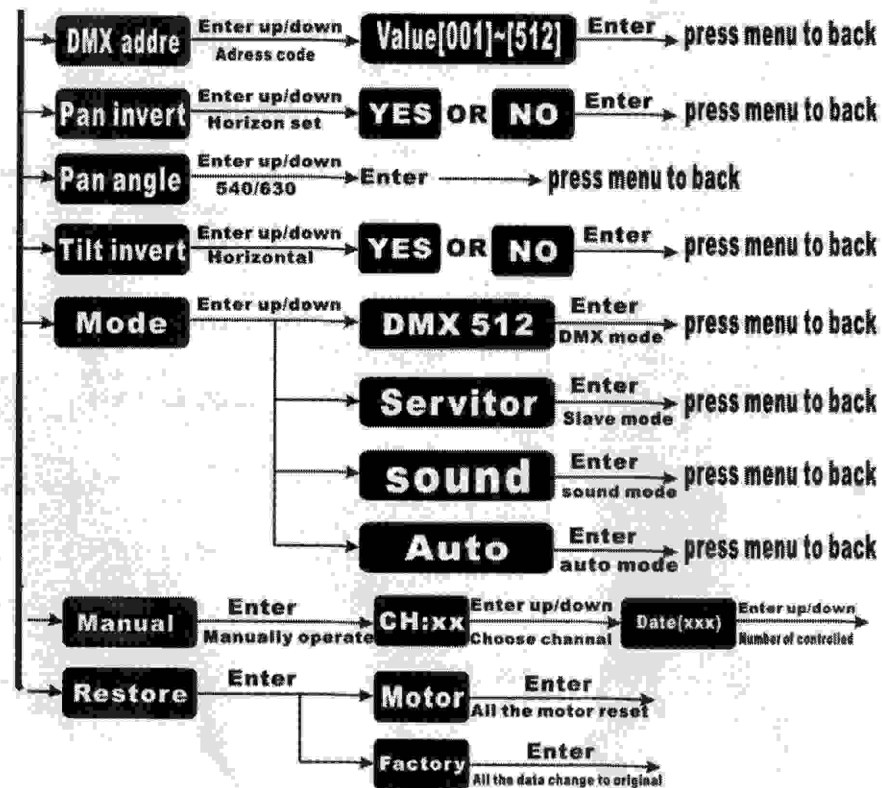 DMX addre Enter up/down Adress code Value[001]~[512] Enter press menu to back
Pan invert Enter up/down Horizon set YES OR NO Enter press menu to back
Pan angle Enter up/down 540/630 Enter press menu to back
Tilt invert Enter up/down Horizontal YES OR NO Enter press menu to back
Mode Enter up/down DMX 512 Enter DMX mode press menu to back
Servitor Enter Slave mode press menu to back
sound Enter sound mode press menu to back
Auto Enter auto mode press menu to back
Manual Enter Manually operate CH:xx Enter up/down Choose channal Date(xxx) Enter up/down Number of controlled
Restore Enter Motor Enter All the motor reset
Factory Enter All the data change to original